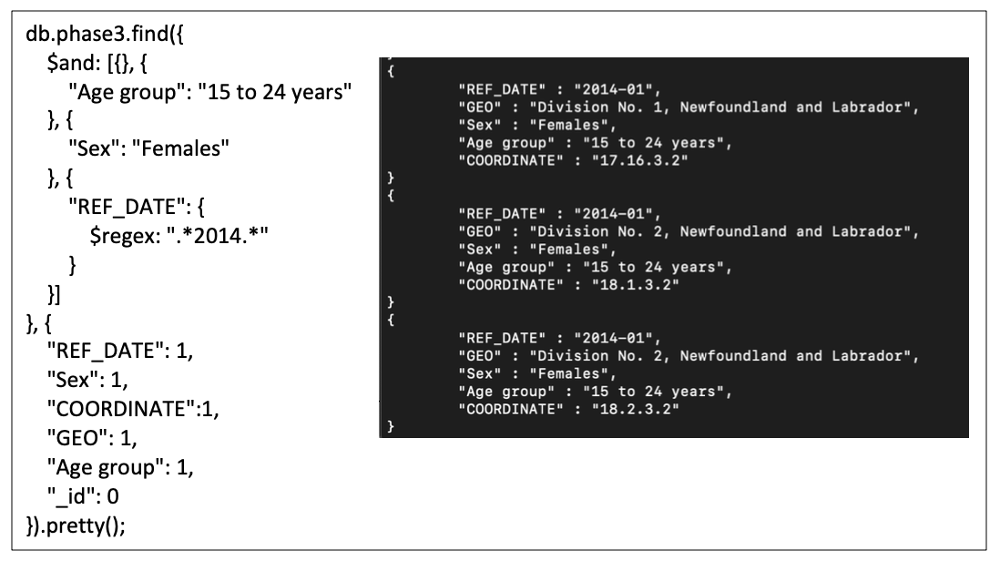 db.phase3.find({
$and: [{}, {
"Age group": "15 to 24 years"
}, {
"Sex": "Females"
}, {
"REF_DATE": {
$regex: ".*2014.*"
}
}]
}, {
"REF_DATE": 1,
"Sex": 1,
"COORDINATE":1,
"GEO": 1,
"Age group": 1,
"_id": 0
}).pretty();
{
"REF_DATE" : "2014-01",
"GEO" : "Division No. 1, Newfoundland and Labrador",
"Sex" : "Females",
"Age group" : "15 to 24 years",
"COORDINATE" : "17.16.3.2"
}
{
"REF_DATE" : "2014-01",
"GEO" : "Division No. 2, Newfoundland and Labrador",
"Sex" : "Females",
"Age group" : "15 to 24 years",
"COORDINATE" : "18.1.3.2"
}
{
"REF_DATE" : "2014-01",
"GEO" : "Division No. 2, Newfoundland and Labrador",
"Sex" : "Females",
"Age group" : "15 to 24 years",
"COORDINATE" : "18.2.3.2"
}